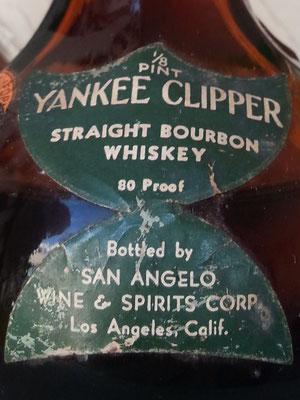 1/8
PINT
YANKEE CLIPPER
STRAIGHT BOURBON
WHISKEY
80 Proof
Bottled by
SAN ANGELO
WINE & SPIRITS CORP.
Los Angeles, Calif.